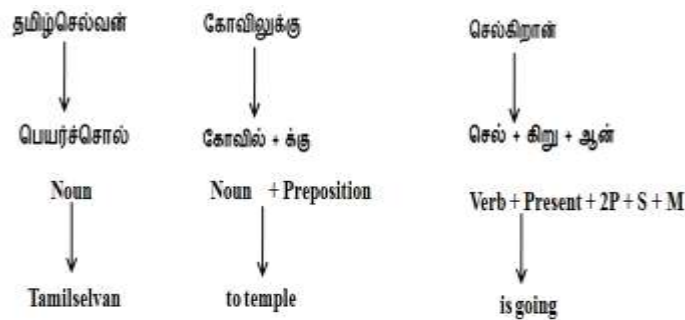 தமிழ்செல்வன் கோவிலுக்கு செல்கிறான்
பெயர்ச்சொல் கோவில் + க்கு செல் + கிறு + ஆன்
Noun Noun + Preposition Verb + Present + 2P + S + M
Tamilselvan to temple is going